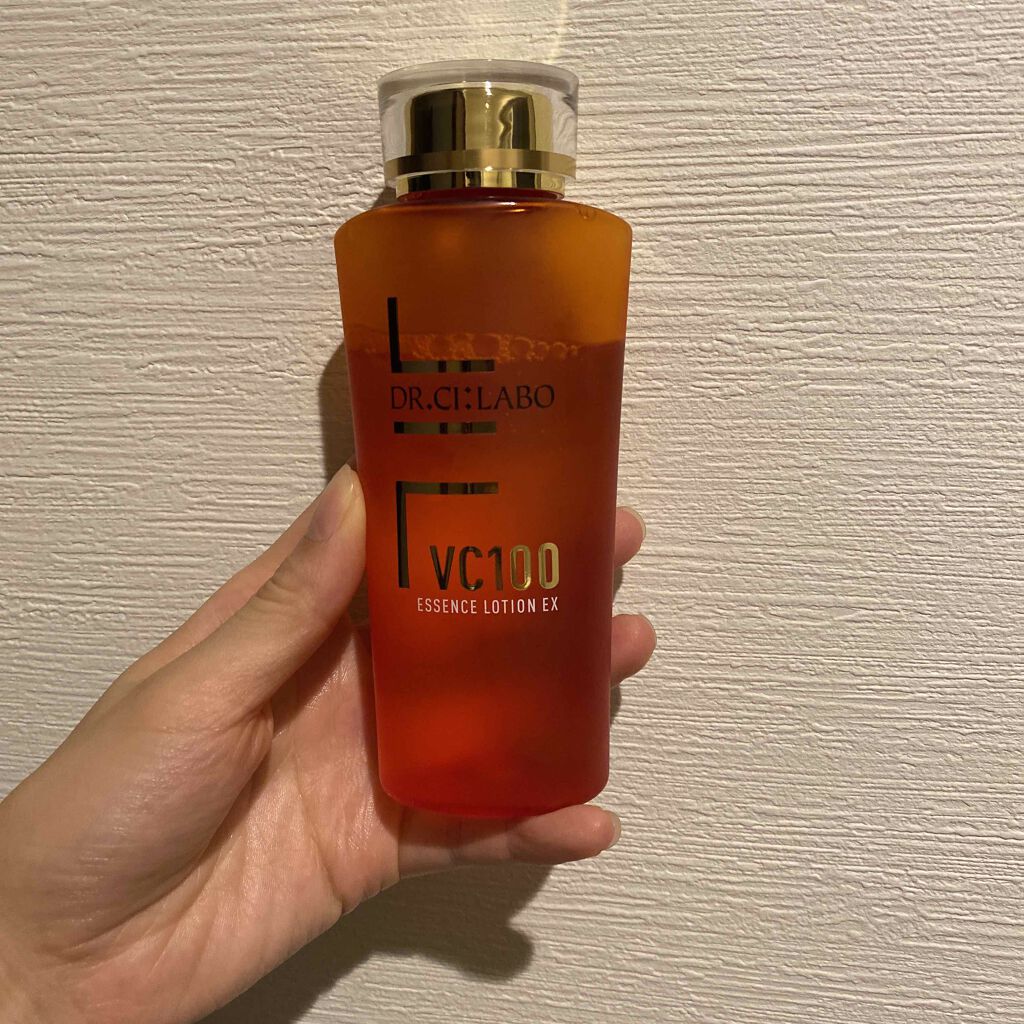 DR.CI:LABO
VC100
ESSENCE LOTION EX